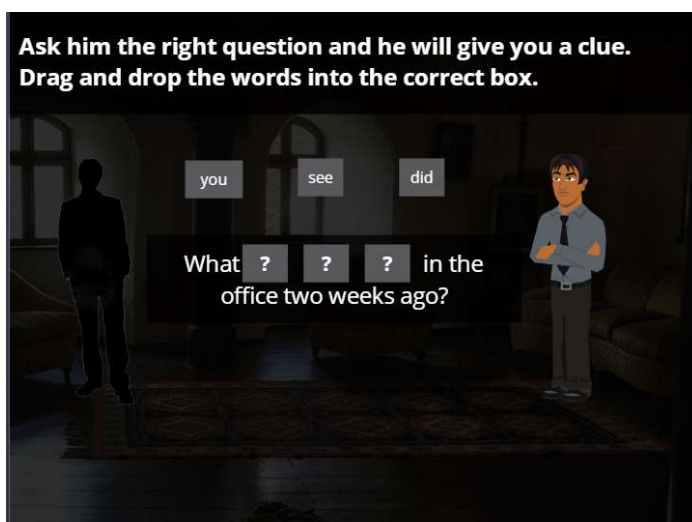 Ask him the right question and he will give you a clue.
Drag and drop the words into the correct box.
you see did
What ? ? ? in the
office two weeks ago?